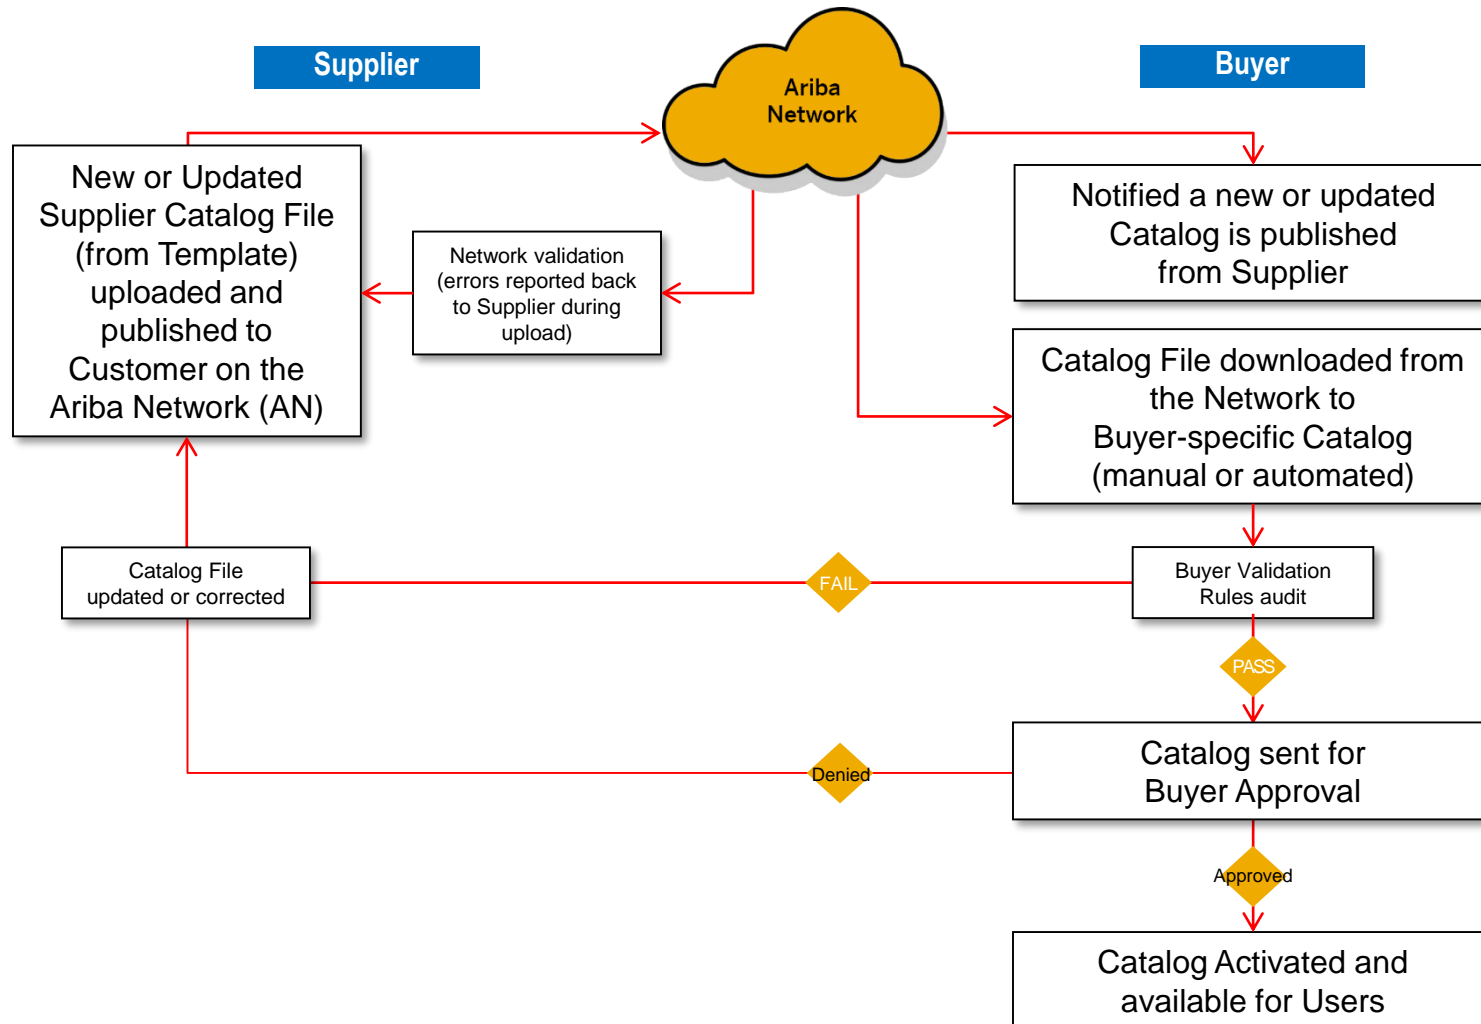 Supplier
Ariba
Network
Buyer
New or Updated
Supplier Catalog File
(from Template)
uploaded and
published to
Customer on the
Ariba Network (AN)
Network validation
(errors reported back
to Supplier during
upload)
Notified a new or updated
Catalog is published
from Supplier
Catalog File downloaded from
the Network to
Buyer-specific Catalog
(manual or automated)
Catalog File
updated or corrected
FAIL
Buyer Validation
Rules audit
PASS
Denied
Catalog sent for
Buyer Approval
Approved
Catalog Activated and
available for Users